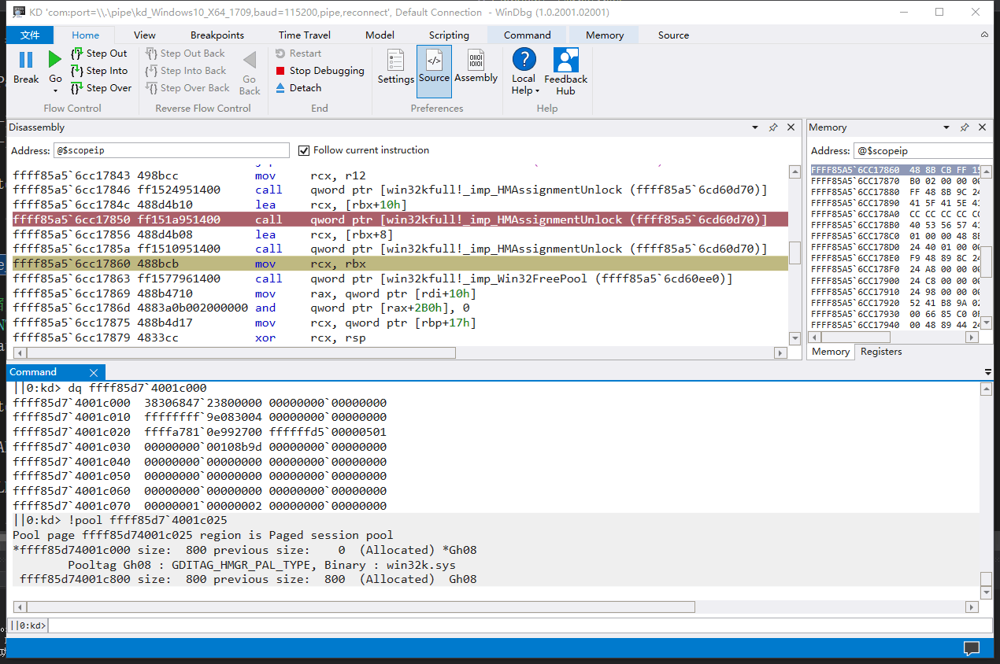 KD 'com:port=\\.\pipe\kd_Windows10_X64_1709,baud=115200,pipe,reconnect', Default Connection - WinDbg (1.0.2001.02001)
文件 Home View Breakpoints Time Travel Model Scripting Command Memory Source
Break
Go
Step Out
Step Into
Step Over
Flow Control
Step Out Back
Step Into Back
Step Over Back
Go Back
Reverse Flow Control
Restart
Stop Debugging
Detach
End
Settings
Source
Assembly
Preferences
Local Help
Feedback Hub
Help
Disassembly
Address: @$scopeip Follow current instruction
ffff85a5`6cc17843 498bcc mov rcx, r12
ffff85a5`6cc17846 ff1524951400 call qword ptr [win32kfull!_imp_HMAssignmentUnlock (ffff85a5`6cd60d70)]
ffff85a5`6cc1784c 488d4b10 lea rcx, [rbx+10h]
ffff85a5`6cc17850 ff151a951400 call qword ptr [win32kfull!_imp_HMAssignmentUnlock (ffff85a5`6cd60d70)]
ffff85a5`6cc17856 488d4b08 lea rcx, [rbx+8]
ffff85a5`6cc1785a ff1510951400 call qword ptr [win32kfull!_imp_HMAssignmentUnlock (ffff85a5`6cd60d70)]
ffff85a5`6cc17860 488bcb mov rcx, rbx
ffff85a5`6cc17863 ff1577961400 call qword ptr [win32kfull!_imp_Win32FreePool (ffff85a5`6cd60ee0)]
ffff85a5`6cc17869 488b4710 mov rax, qword ptr [rdi+10h]
ffff85a5`6cc1786d 4883a0b002000000 and qword ptr [rax+2B0h], 0
ffff85a5`6cc17875 488b4d17 mov rcx, qword ptr [rbp+17h]
ffff85a5`6cc17879 4833cc xor rcx, rsp
Memory
Address: @$scopeip
FFFF85A5`6CC17860 48 8B CB FF 15
FFFF85A5`6CC17870 B0 02 00 00 00
FFFF85A5`6CC17880 FF 48 8B 9C 24
FFFF85A5`6CC17890 41 5F 41 5E 41
FFFF85A5`6CC178A0 CC CC CC CC CC
FFFF85A5`6CC178B0 40 53 56 57 41
FFFF85A5`6CC178C0 01 00 00 48 8B
FFFF85A5`6CC178D0 24 40 01 00 00
FFFF85A5`6CC178E0 F9 48 89 8C 24
FFFF85A5`6CC178F0 24 A8 00 00 00
FFFF85A5`6CC17900 24 C8 00 00 00
FFFF85A5`6CC17910 24 98 00 00 00
FFFF85A5`6CC17920 52 41 B8 9A 02
FFFF85A5`6CC17930 00 66 85 C0 0F
FFFF85A5`6CC17940 00 48 89 44 24
Memory Registers
Command
||0:kd> dq ffff85d7`4001c000
ffff85d7`4001c000 38306847`23800000 00000000`00000000
ffff85d7`4001c010 ffffffff`9e083004 00000000`00000000
ffff85d7`4001c020 ffffa781`0e992700 ffffffd5`00000501
ffff85d7`4001c030 00000000`00108b9d 00000000`00000000
ffff85d7`4001c040 00000000`00000000 00000000`00000000
ffff85d7`4001c050 00000000`00000000 00000000`00000000
ffff85d7`4001c060 00000000`00000000 00000000`00000000
ffff85d7`4001c070 00000001`00000002 00000000`00000000
||0:kd> !pool ffff85d7`4001c025
Pool page ffff85d74001c025 region is Paged session pool
*ffff85d74001c000 size: 800 previous size: 0 (Allocated) *Gh08
Pooltag Gh08 : GDITAG_HMGR_PAL_TYPE, Binary : win32k.sys
ffff85d74001c800 size: 800 previous size: 800 (Allocated) Gh08
||0:kd>